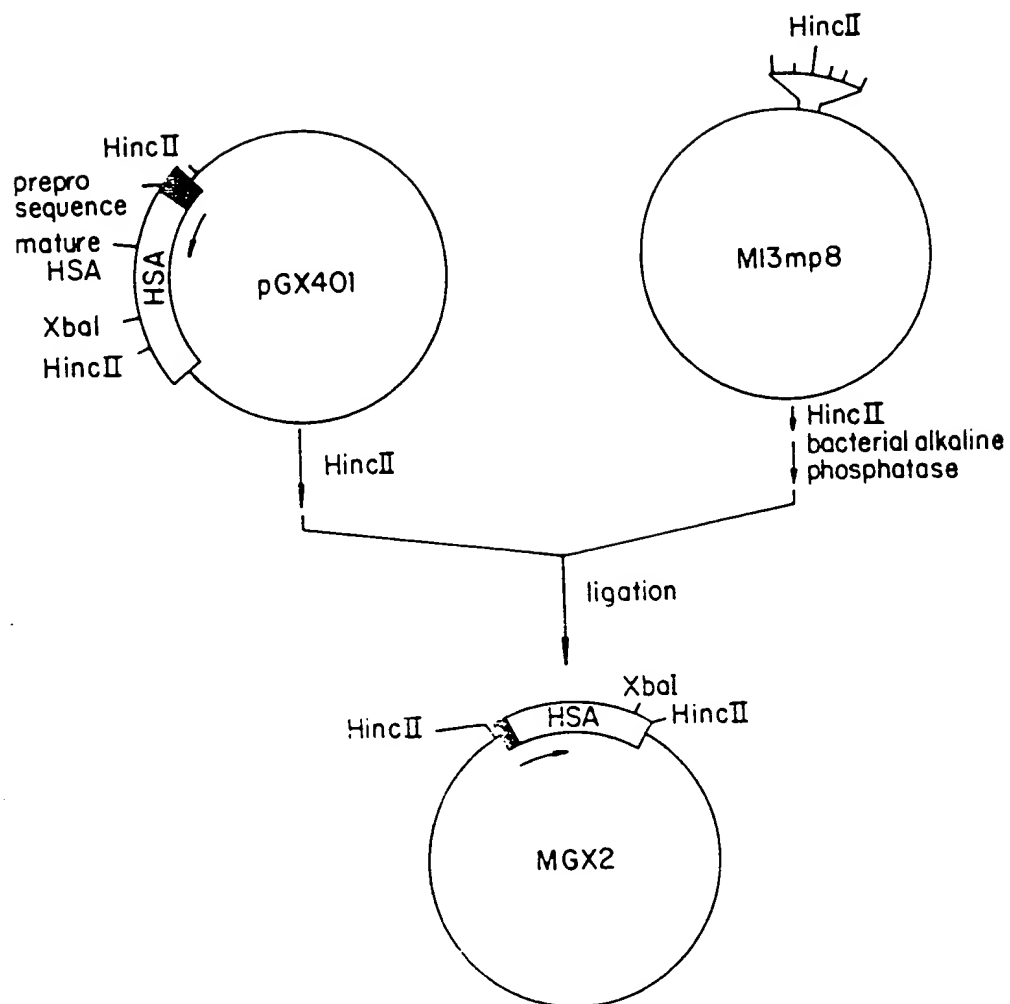 HincII
HincII
prepro
sequence
mature
HSA
XbaI
HincII
HSA
pGX401
M13mp8
HincII
HincII
bacterial alkaline
phosphatase
ligation
XbaI
HincII
HSA
HincII
MGX2